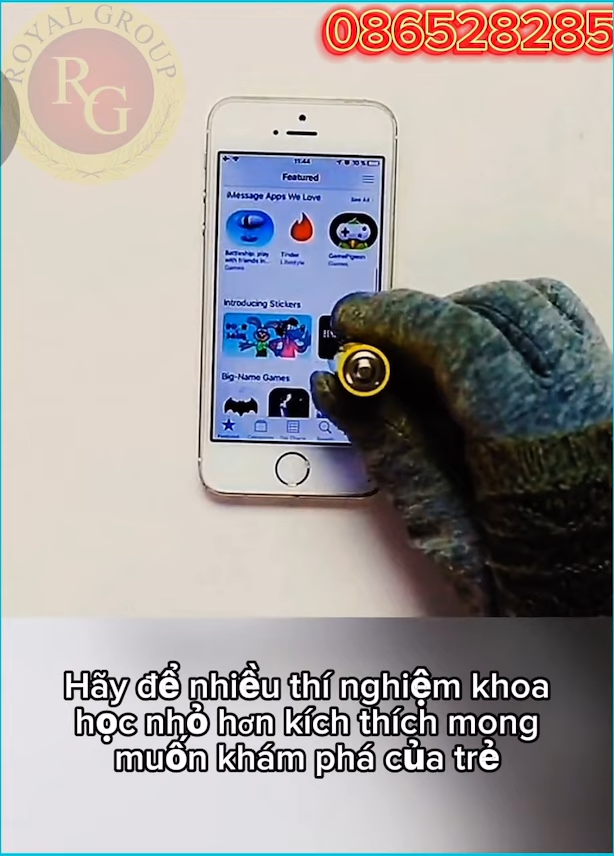 086528285
ROYAL GROUP
RG
11:44
Featured
iMessage Apps We Love
See All
Battleship: play
with friends in...
Games
Tinder
Lifestyle
GamePigeon
Games
Introducing Stickers
Big-Name Games
Hãy để nhiều thí nghiệm khoa
học nhỏ hơn kích thích mong
muốn khám phá của trẻ